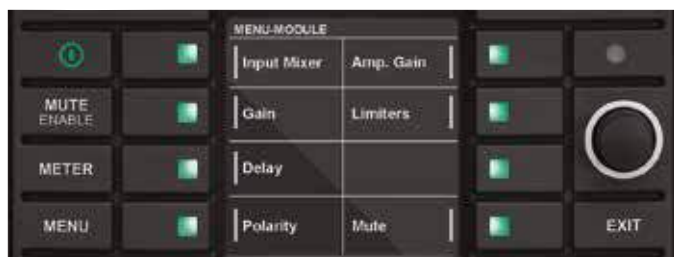 MENU-MODULE
Input Mixer Amp. Gain
MUTE
ENABLE
Gain Limiters
METER
Delay
MENU
Polarity Mute
EXIT